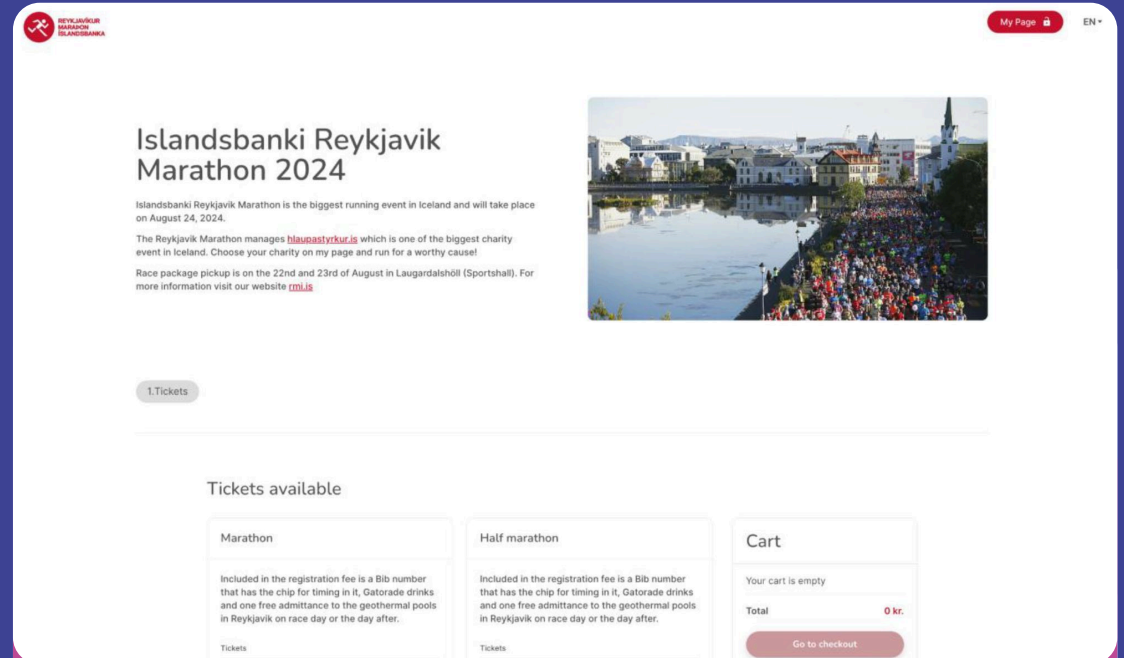 REYKJAVÍKUR
MARAÞON
ÍSLANDSBANKA
My Page
EN
Islandsbanki Reykjavik
Marathon 2024
Islandsbanki Reykjavik Marathon is the biggest running event in Iceland and will take place
on August 24, 2024.
The Reykjavik Marathon manages hlaupastyrkur.is which is one of the biggest charity
event in Iceland. Choose your charity on my page and run for a worthy cause!
Race package pickup is on the 22nd and 23rd of August in Laugardalshöll (Sportshall). For
more information visit our website rmi.is
1.Tickets
Tickets available
Marathon
Included in the registration fee is a Bib number
that has the chip for timing in it, Gatorade drinks
and one free admittance to the geothermal pools
in Reykjavik on race day or the day after.
Tickets
Half marathon
Included in the registration fee is a Bib number
that has the chip for timing in it, Gatorade drinks
and one free admittance to the geothermal pools
in Reykjavik on race day or the day after.
Tickets
Cart
Your cart is empty
Total 0 kr.
Go to checkout